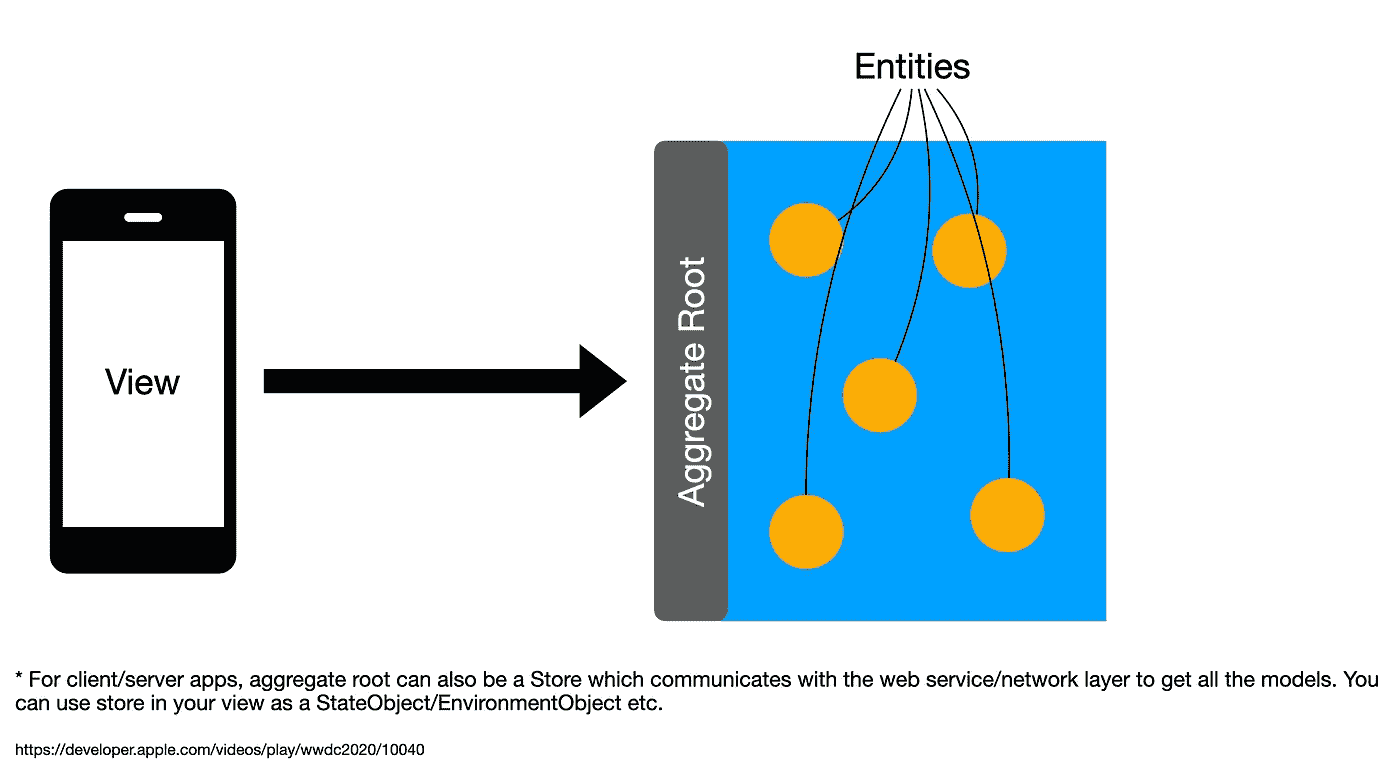 Entities
View
Aggregate Root
* For client/server apps, aggregate root can also be a Store which communicates with the web service/network layer to get all the models. You
can use store in your view as a StateObject/EnvironmentObject etc.
https://developer.apple.com/videos/play/wwdc2020/10040